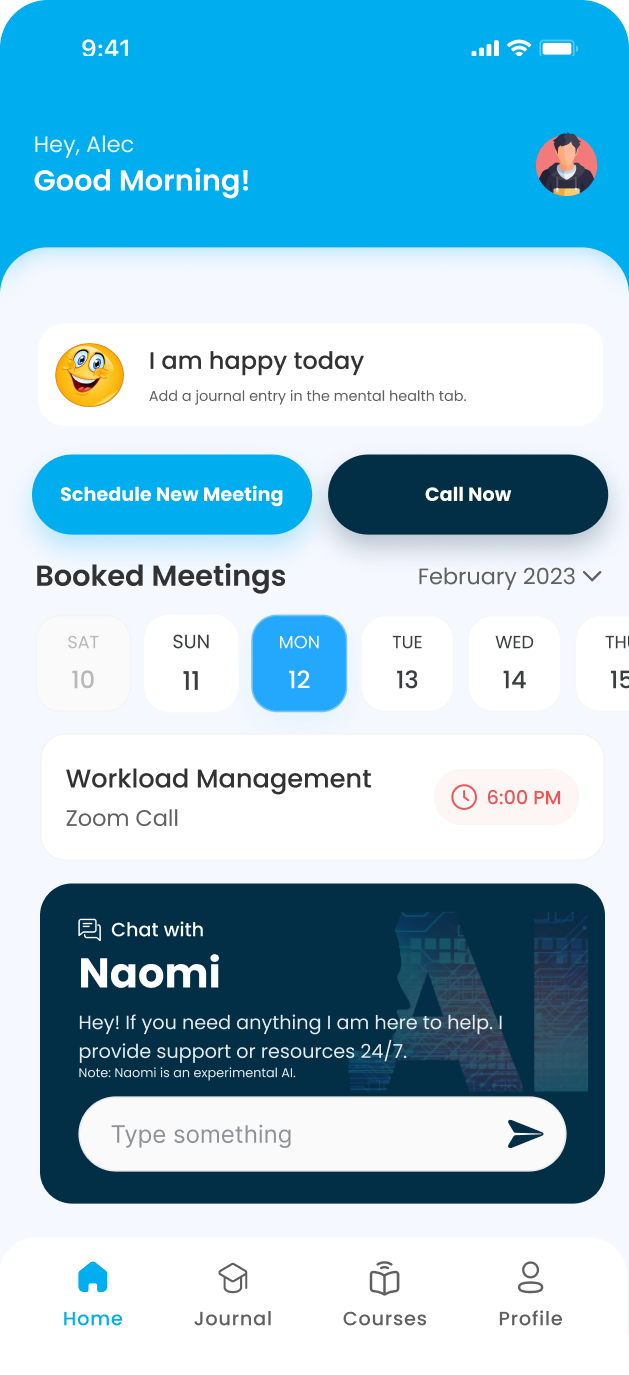 9:41
Hey, Alec
Good Morning!
I am happy today
Add a journal entry in the mental health tab.
Schedule New Meeting
Call Now
Booked Meetings
February 2023
SAT SUN MON TUE WED THU
10 11 12 13 14 15
Workload Management
6:00 PM
Zoom Call
Chat with
Naomi
AI
Hey! If you need anything I am here to help. I
provide support or resources 24/7.
Note: Naomi is an experimental AI.
Type something
Home Journal Courses Profile